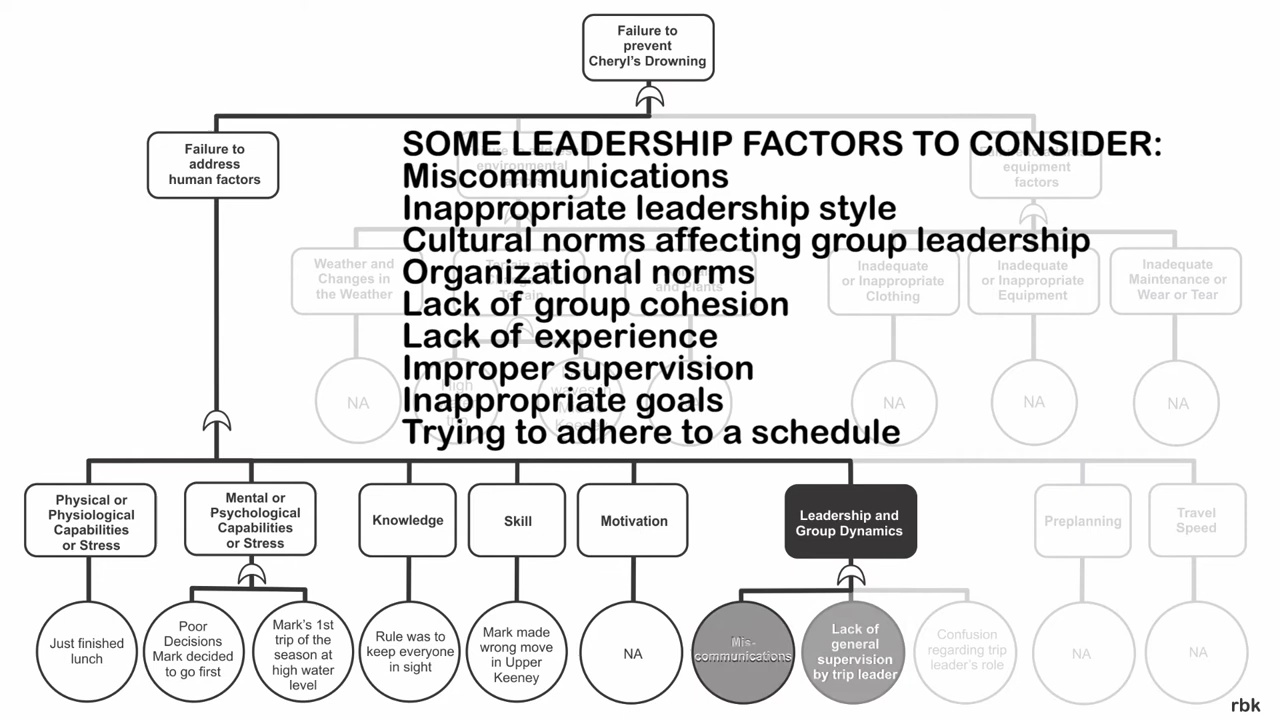 Failure to
prevent
Cheryl's Drowning
Failure to
address
human factors
SOME LEADERSHIP FACTORS TO CONSIDER:
Miscommunications
Inappropriate leadership style
Cultural norms affecting group leadership
Organizational norms
Lack of group cohesion
Lack of experience
Improper supervision
Inappropriate goals
Trying to adhere to a schedule
environmental
equipment
factors
Weather and
Changes in
the Weather
Terrain
and Plants
Inadequate
or Inappropriate
Clothing
Inadequate
or Inappropriate
Equipment
Inadequate
Maintenance or
Wear or Tear
NA
High
NA
NA
NA
Physical or
Physiological
Capabilities
or Stress
Mental or
Psychological
Capabilities
or Stress
Knowledge
Skill
Motivation
Leadership and
Group Dynamics
Preplanning
Travel
Speed
Just finished
lunch
Poor
Decisions
Mark decided
to go first
Mark's 1st
trip of the
season at
high water
level
Rule was to
keep everyone
in sight
Mark made
wrong move
in Upper
Keeney
NA
Mis-
communications
Lack of
general
supervision
by trip leader
Confusion
regarding trip
leader's role
NA
NA
rbk